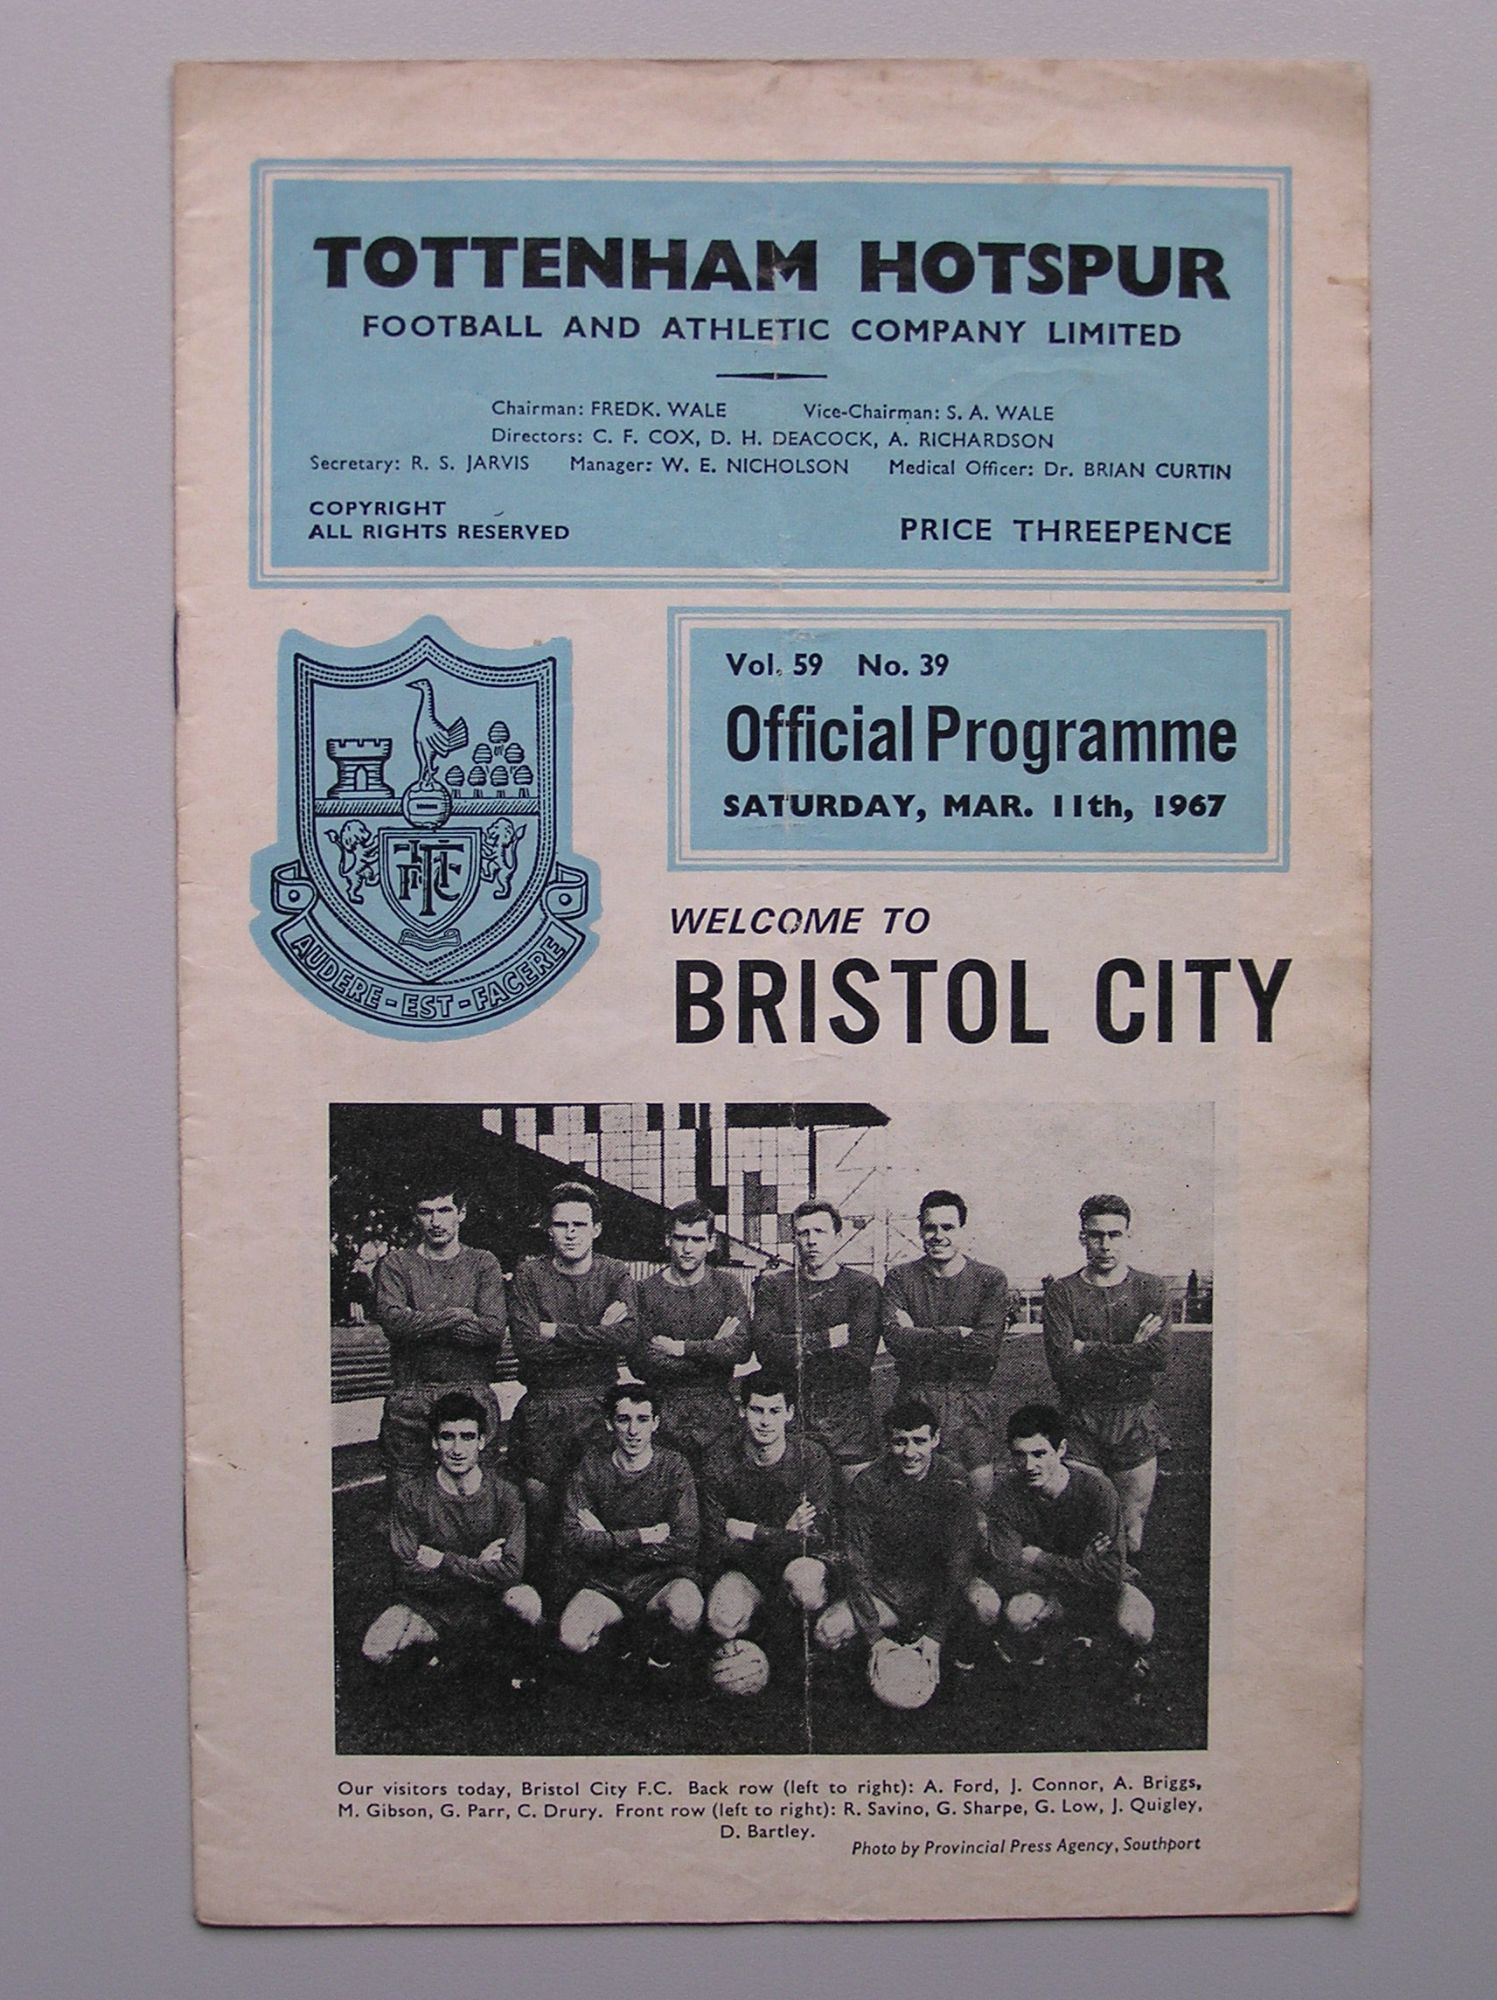 TOTTENHAM HOTSPUR
FOOTBALL AND ATHLETIC COMPANY LIMITED
Chairman: FREDK. WALE Vice-Chairman: S. A. WALE
Directors: C. F. COX, D. H. DEACOCK, A. RICHARDSON
Secretary: R. S. JARVIS Manager: W. E. NICHOLSON Medical Officer: Dr. BRIAN CURTIN
COPYRIGHT
ALL RIGHTS RESERVED
PRICE THREEPENCE
Vol. 59 No. 39
Official Programme
SATURDAY, MAR. 11th, 1967
AUDERE-EST-FACERE
WELCOME TO
BRISTOL CITY
Our visitors today, Bristol City F.C. Back row (left to right): A. Ford, J. Connor, A. Briggs,
M. Gibson, G. Parr, C. Drury. Front row (left to right): R. Savino, G. Sharpe, G. Low, J. Quigley,
D. Bartley.
Photo by Provincial Press Agency, Southport